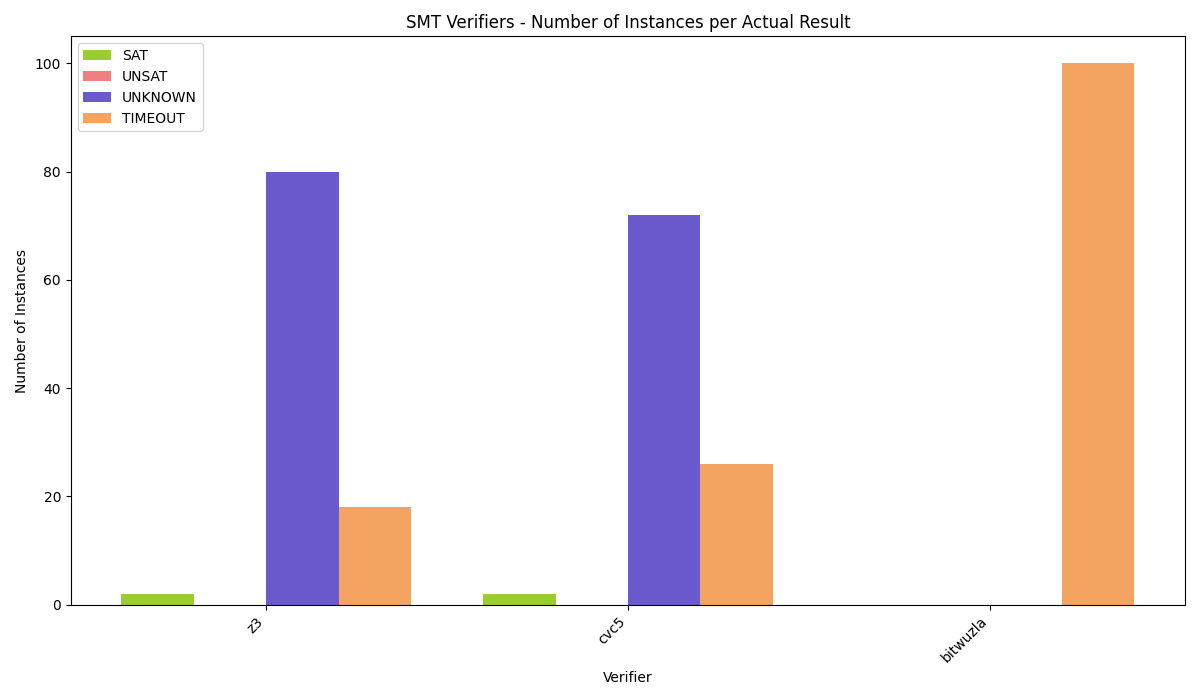 SMT Verifiers - Number of Instances per Actual Result
SAT
UNSAT
UNKNOWN
TIMEOUT
100
80
60
40
20
0
Number of Instances
z3
cvc5
bitwuzla
Verifier